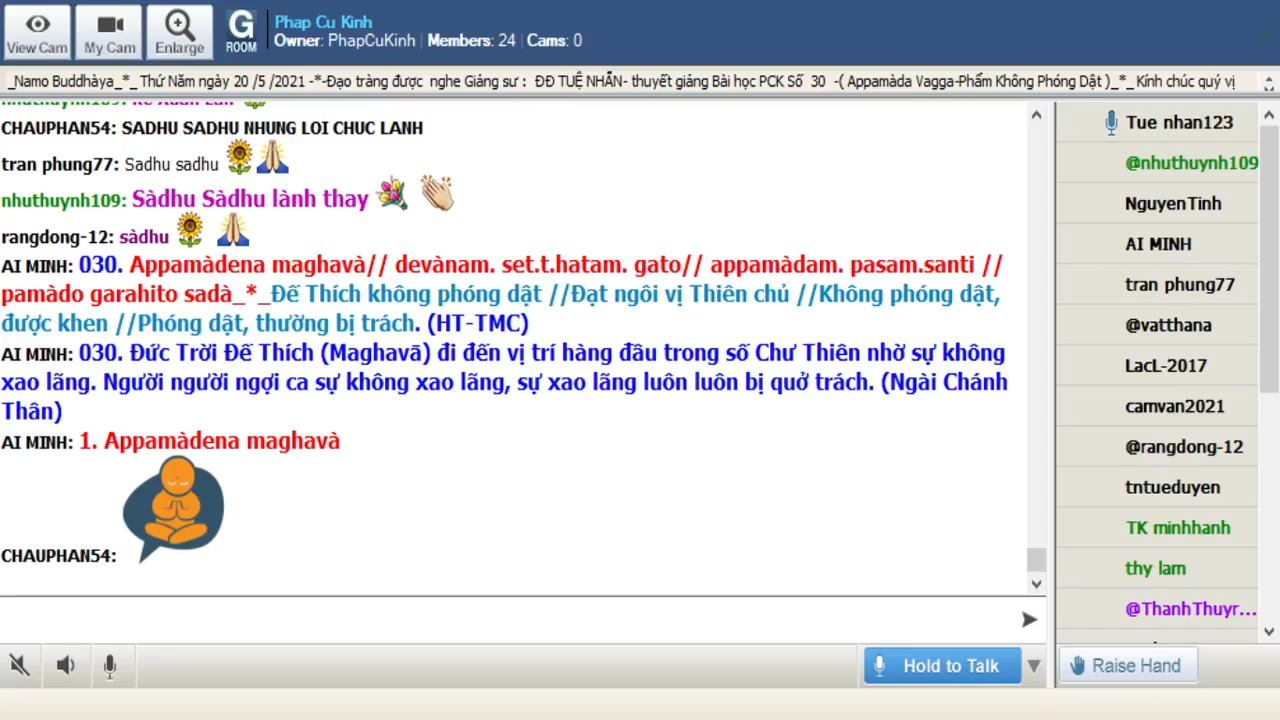 View Cam
My Cam
Enlarge
G
ROOM
Phap Cu Kinh
Owner: PhapCuKinh | Members: 24 | Cams: 0
_Namo Buddhàya_*_ Thứ Năm ngày 20 /5 /2021 -*-Đạo tràng được nghe Giảng sư : ĐĐ TUỆ NHẪN- thuyết giảng Bài học PCK Số 30 -( Appamàda Vagga-Phẩm Không Phóng Dật )_*_ Kính chúc quý vị
CHAUPHAN54: SADHU SADHU NHUNG LOI CHUC LANH
tran phung77: Sadhu sadhu
nhuthuynh109: Sàdhu Sàdhu lành thay
rangdong-12: sàdhu
AI MINH: 030. Appamàdena maghavà// devànam. set.t.hatam. gato// appamàdam. pasam.santi //
pamàdo garahito sadà_*_Đế Thích không phóng dật //Đạt ngôi vị Thiên chủ //Không phóng dật,
được khen //Phóng dật, thường bị trách. (HT-TMC)
AI MINH: 030. Đức Trời Đế Thích (Maghavā) đi đến vị trí hàng đầu trong số Chư Thiên nhờ sự không
xao lãng. Người người ngợi ca sự không xao lãng, sự xao lãng luôn luôn bị quở trách. (Ngài Chánh
Thân)
AI MINH: 1. Appamàdena maghavà
CHAUPHAN54:
Tue nhan123
@nhuthuynh109
NguyenTinh
AI MINH
tran phung77
@vatthana
LacL-2017
camvan2021
@rangdong-12
tntueduyen
TK minhhanh
thy lam
@ThanhThuyr...
Hold to Talk
Raise Hand